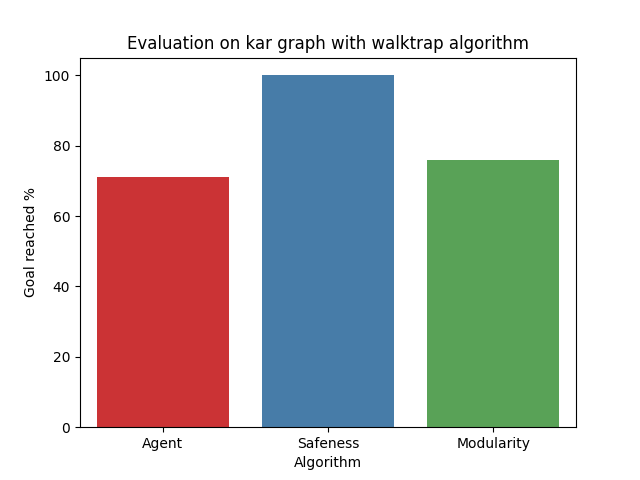 Evaluation on kar graph with walktrap algorithm
Goal reached %
100
80
60
40
20
0
Agent
Safeness
Modularity
Algorithm